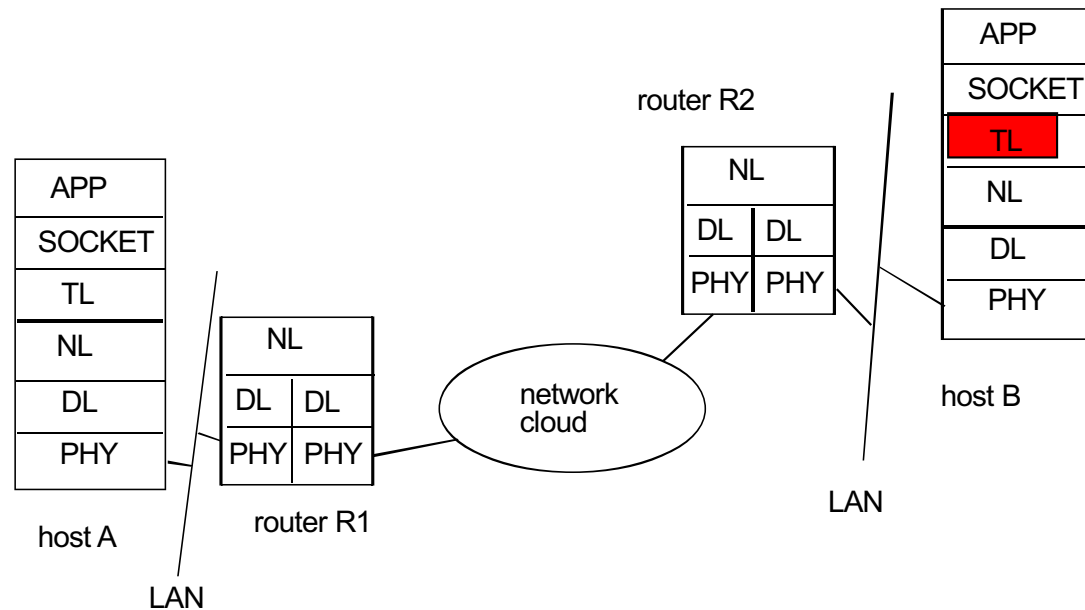 APP
SOCKET
TL
NL
DL
PHY
host A
LAN
NL
DL DL
PHY PHY
router R1
network
cloud
router R2
NL
DL DL
PHY PHY
LAN
APP
SOCKET
TL
NL
DL
PHY
host B